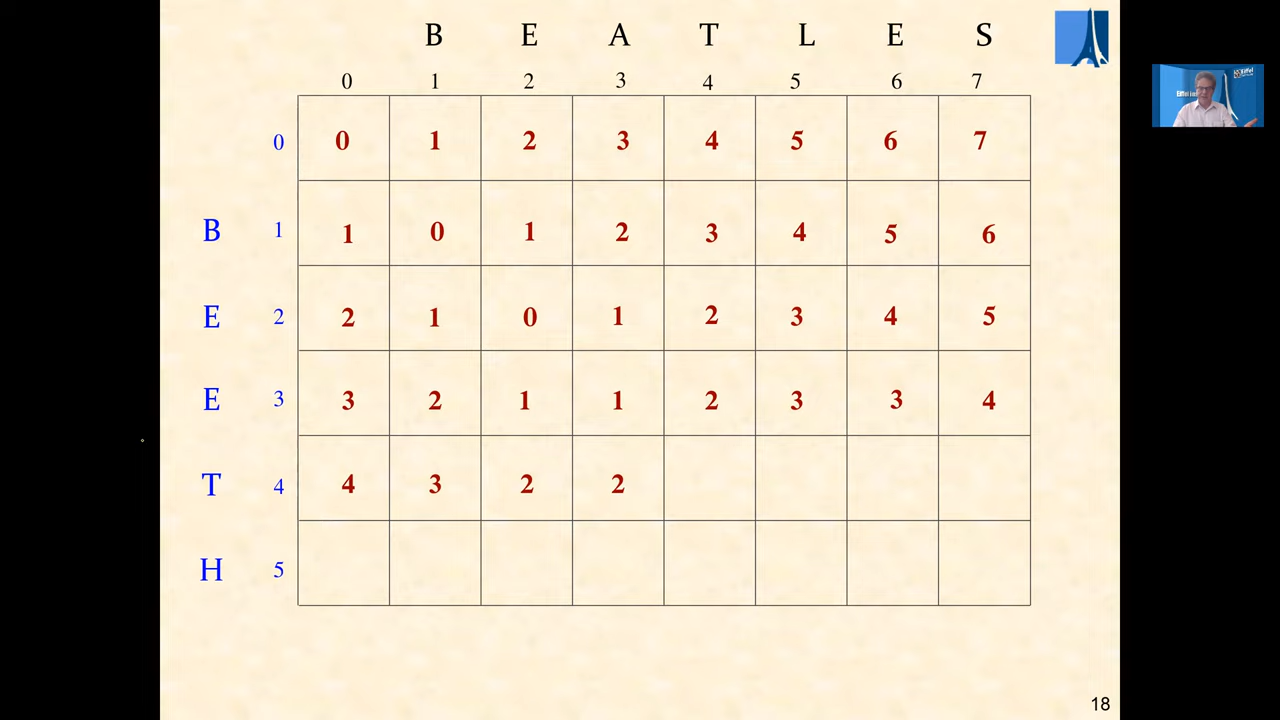 B E A T L E S
0 1 2 3 4 5 6 7
0 0 1 2 3 4 5 6 7
B 1 1 0 1 2 3 4 5 6
E 2 2 1 0 1 2 3 4 5
E 3 3 2 1 1 2 3 3 4
T 4 4 3 2 2
H 5
18